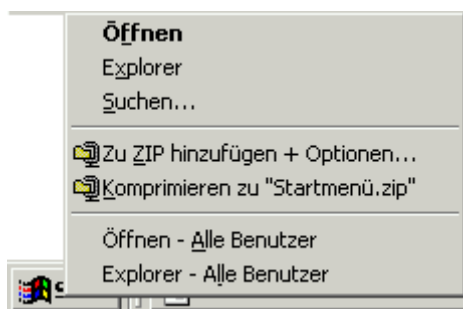 Öffnen
Explorer
Suchen...
Zu ZIP hinzufügen + Optionen...
Komprimieren zu "Startmenü.zip"
Öffnen - Alle Benutzer
Explorer - Alle Benutzer